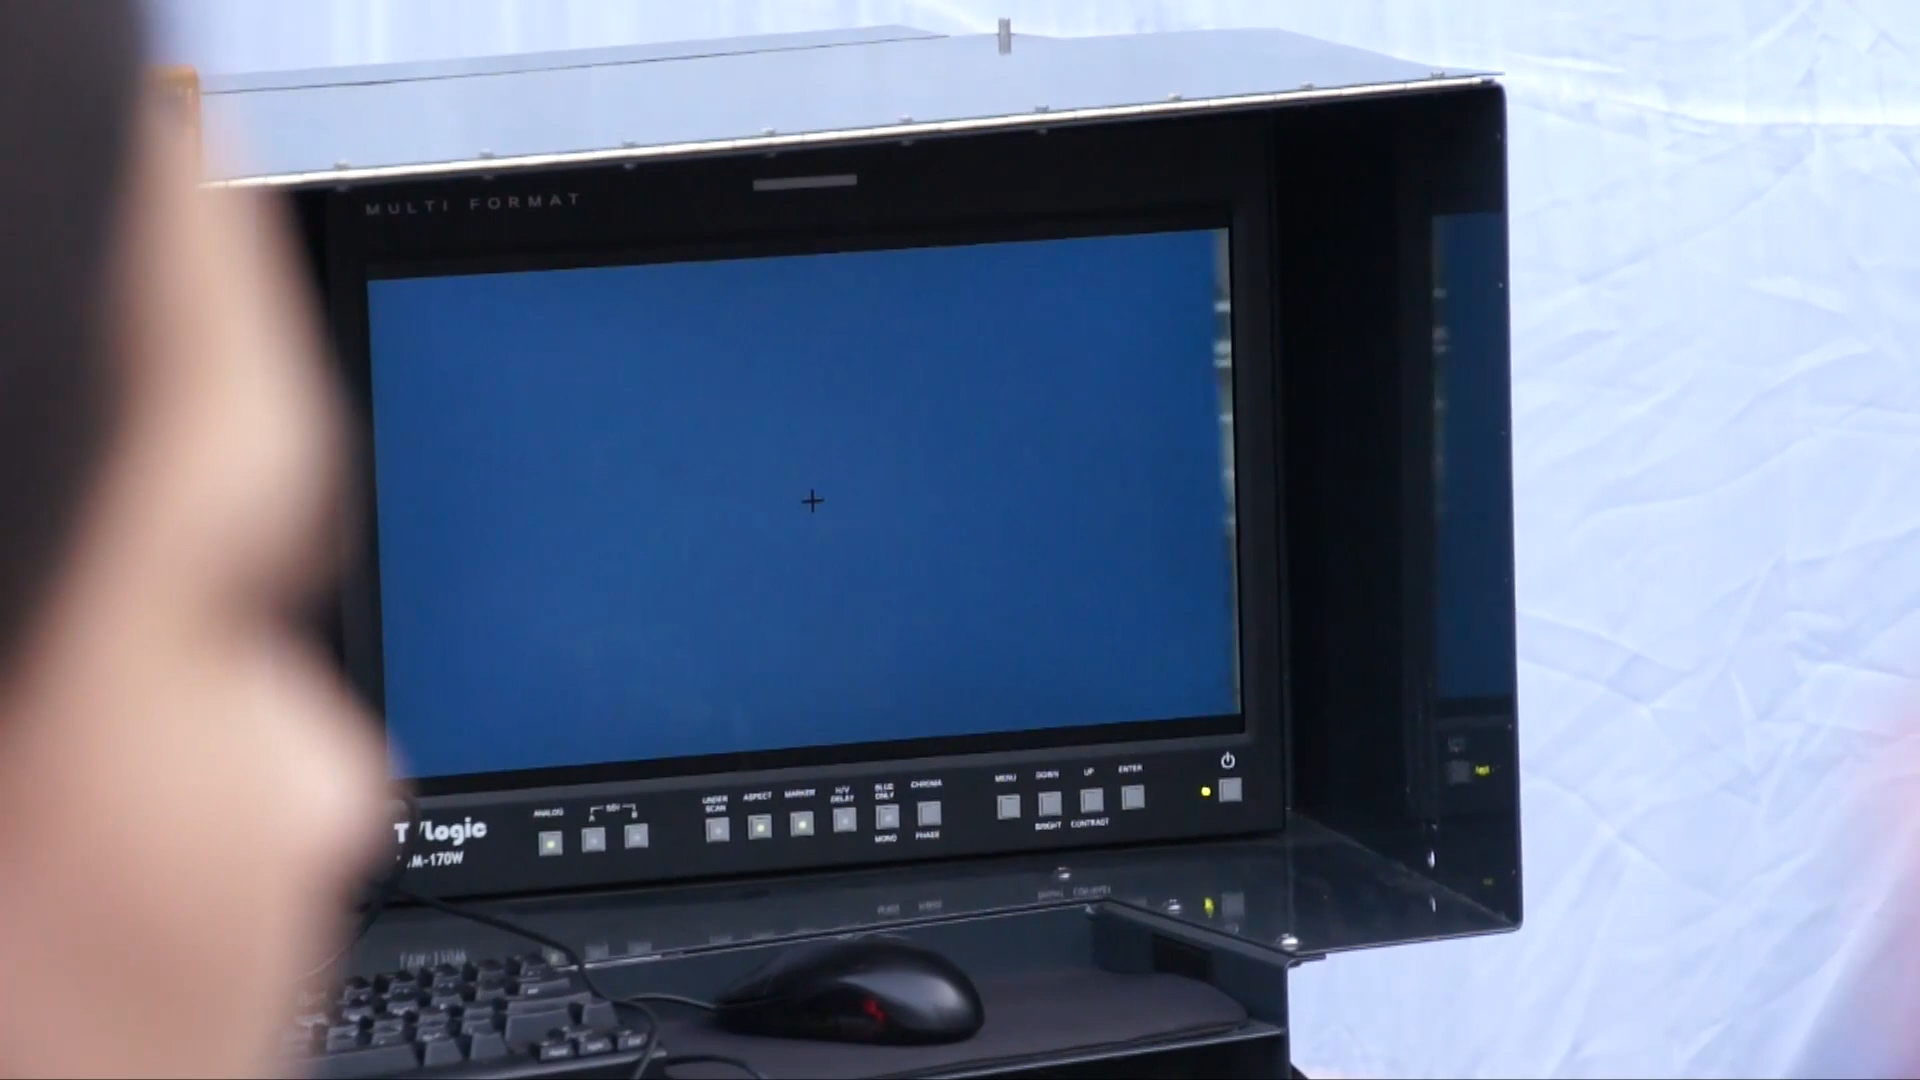 MULTI FORMAT
ANALOG
SDI
A B
UNDER SCAN
ASPECT
MARKER
H/V DELAY
BLUE ONLY
CHROMA
MONO
PHASE
MENU
DOWN
UP
ENTER
BRIGHT
CONTRAST
TVlogic
M-170W